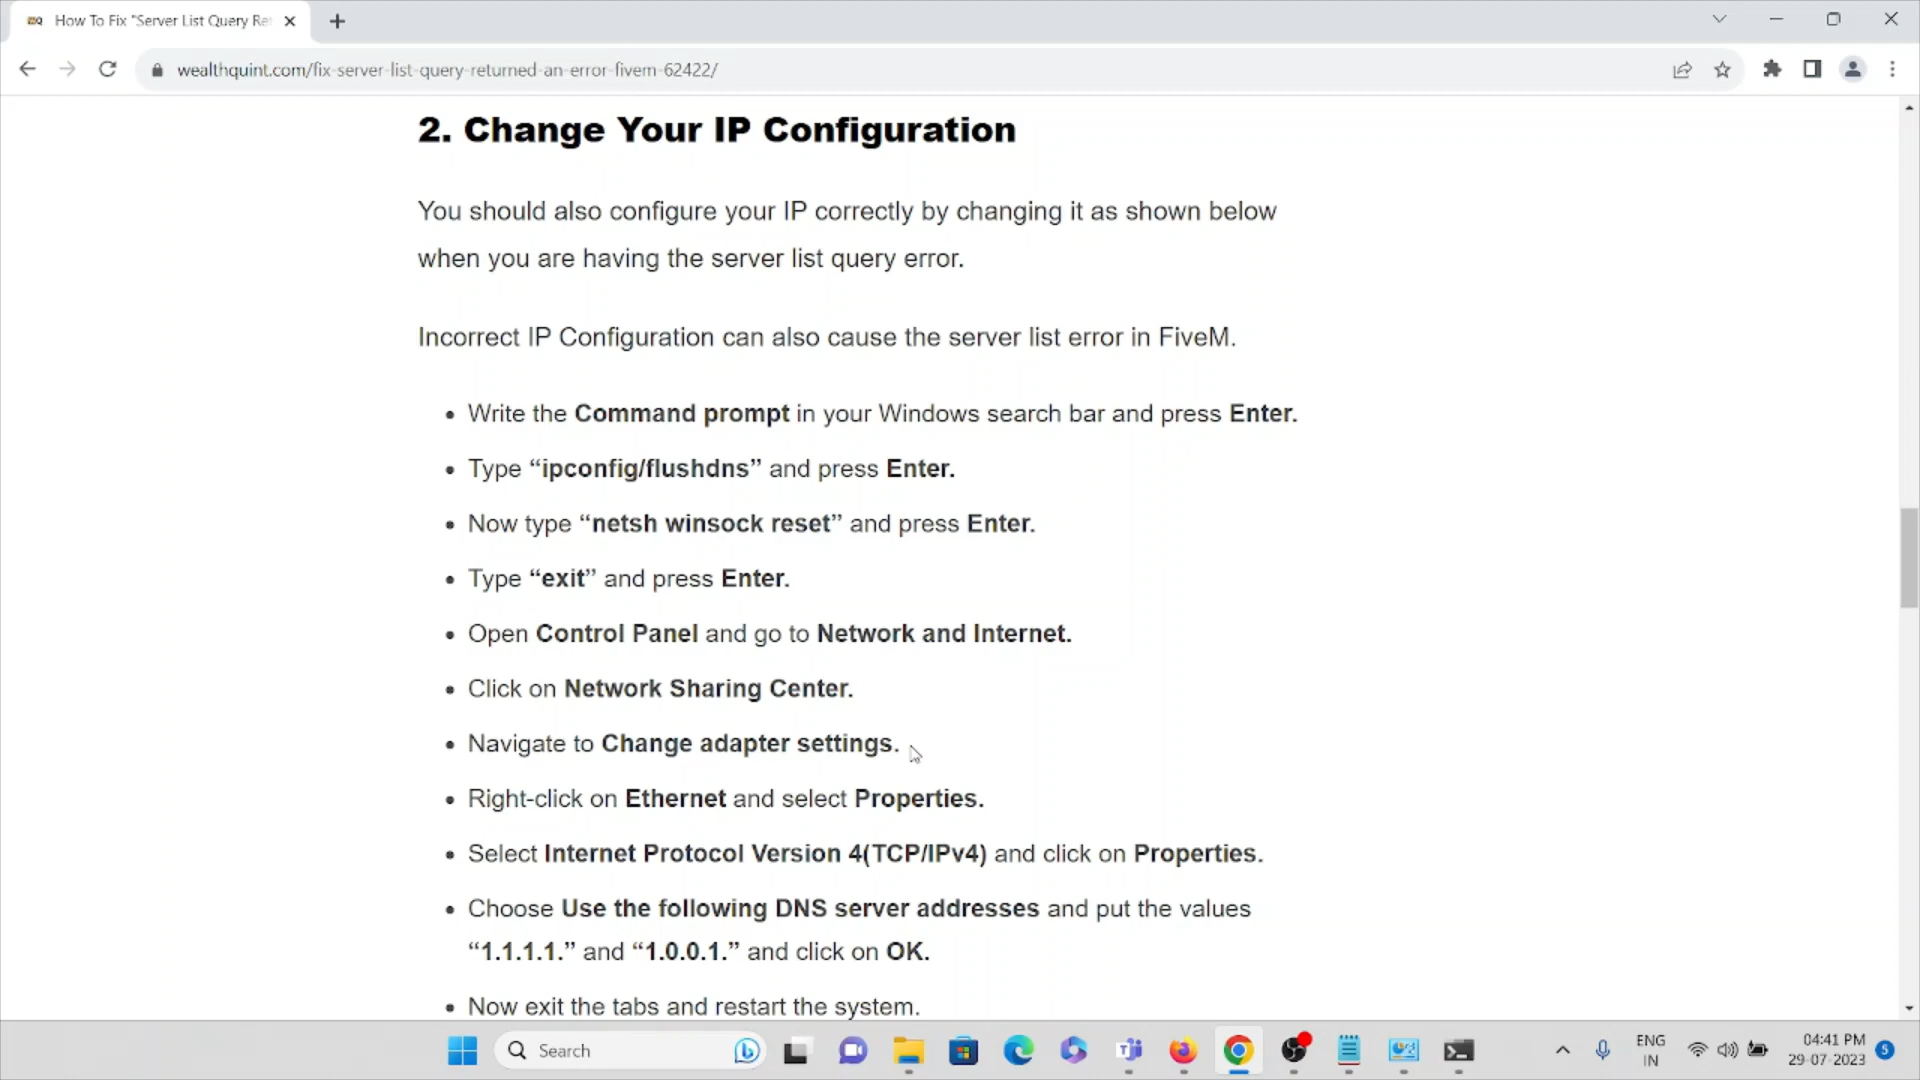 How To Fix "Server List Query Re
wealthquint.com/fix-server-list-query-returned-an-error-fivem-62422/
2. Change Your IP Configuration
You should also configure your IP correctly by changing it as shown below
when you are having the server list query error.
Incorrect IP Configuration can also cause the server list error in FiveM.
• Write the Command prompt in your Windows search bar and press Enter.
• Type “ipconfig/flushdns” and press Enter.
• Now type “netsh winsock reset” and press Enter.
• Type “exit” and press Enter.
• Open Control Panel and go to Network and Internet.
• Click on Network Sharing Center.
• Navigate to Change adapter settings.
• Right-click on Ethernet and select Properties.
• Select Internet Protocol Version 4(TCP/IPv4) and click on Properties.
• Choose Use the following DNS server addresses and put the values
“1.1.1.1.” and “1.0.0.1.” and click on OK.
• Now exit the tabs and restart the system.
Search
ENG
IN
04:41 PM
29-07-2023
5